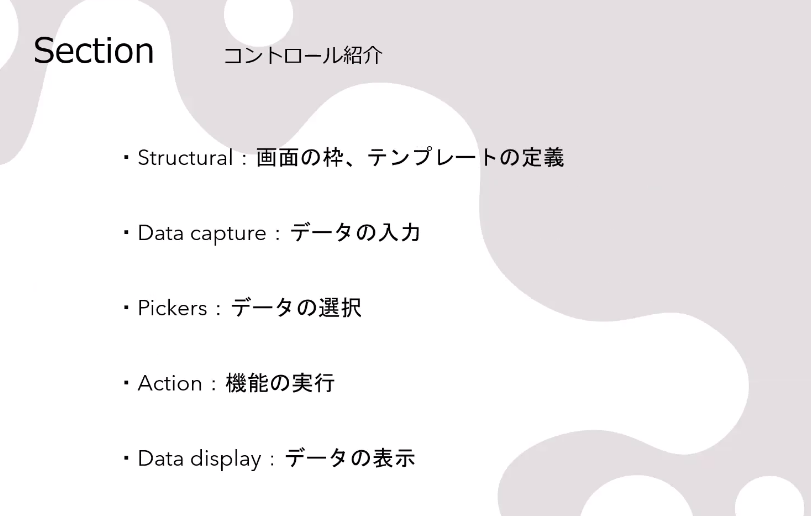 Section
コントロール紹介
・Structural：画面の枠、テンプレートの定義
・Data capture：データの入力
・Pickers：データの選択
・Action：機能の実行
・Data display：データの表示